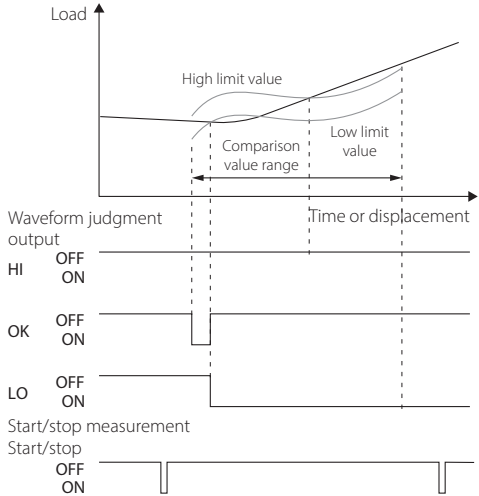 Load
High limit value
Comparison
value range
Low limit
value
Time or displacement
Waveform judgment
output
HI
OFF
ON
OK
OFF
ON
LO
OFF
ON
Start/stop measurement
Start/stop
OFF
ON